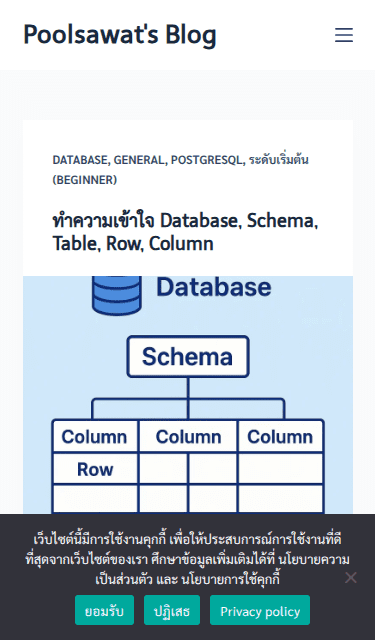 Poolsawat's Blog
DATABASE, GENERAL, POSTGRESQL, ระดับเริ่มต้น
(BEGINNER)
ทำความเข้าใจ Database, Schema,
Table, Row, Column
Database
Schema
Column Column Column
Row
เว็บไซต์นี้มีการใช้งานคุกกี้ เพื่อให้ประสบการณ์การใช้งานที่ดี
ที่สุดจากเว็บไซต์ของเรา ศึกษาข้อมูลเพิ่มเติมได้ที่ นโยบายความ
เป็นส่วนตัว และ นโยบายการใช้คุกกี้
ยอมรับ ปฏิเสธ Privacy policy